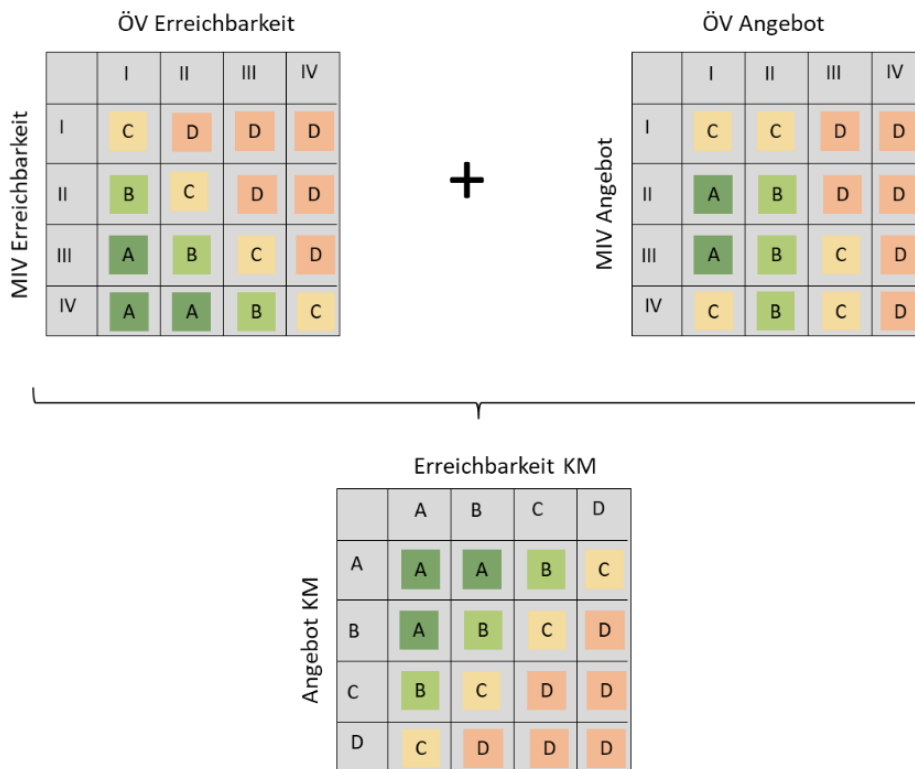 ÖV Erreichbarkeit
I II III IV
MIV Erreichbarkeit
I C D D D
II B C D D
III A B C D
IV A A B C
+
ÖV Angebot
I II III IV
MIV Angebot
I C C D D
II A B D D
III A B C D
IV C B C D
Erreichbarkeit KM
A B C D
Angebot KM
A A A B C
B A B C D
C B C D D
D C D D D